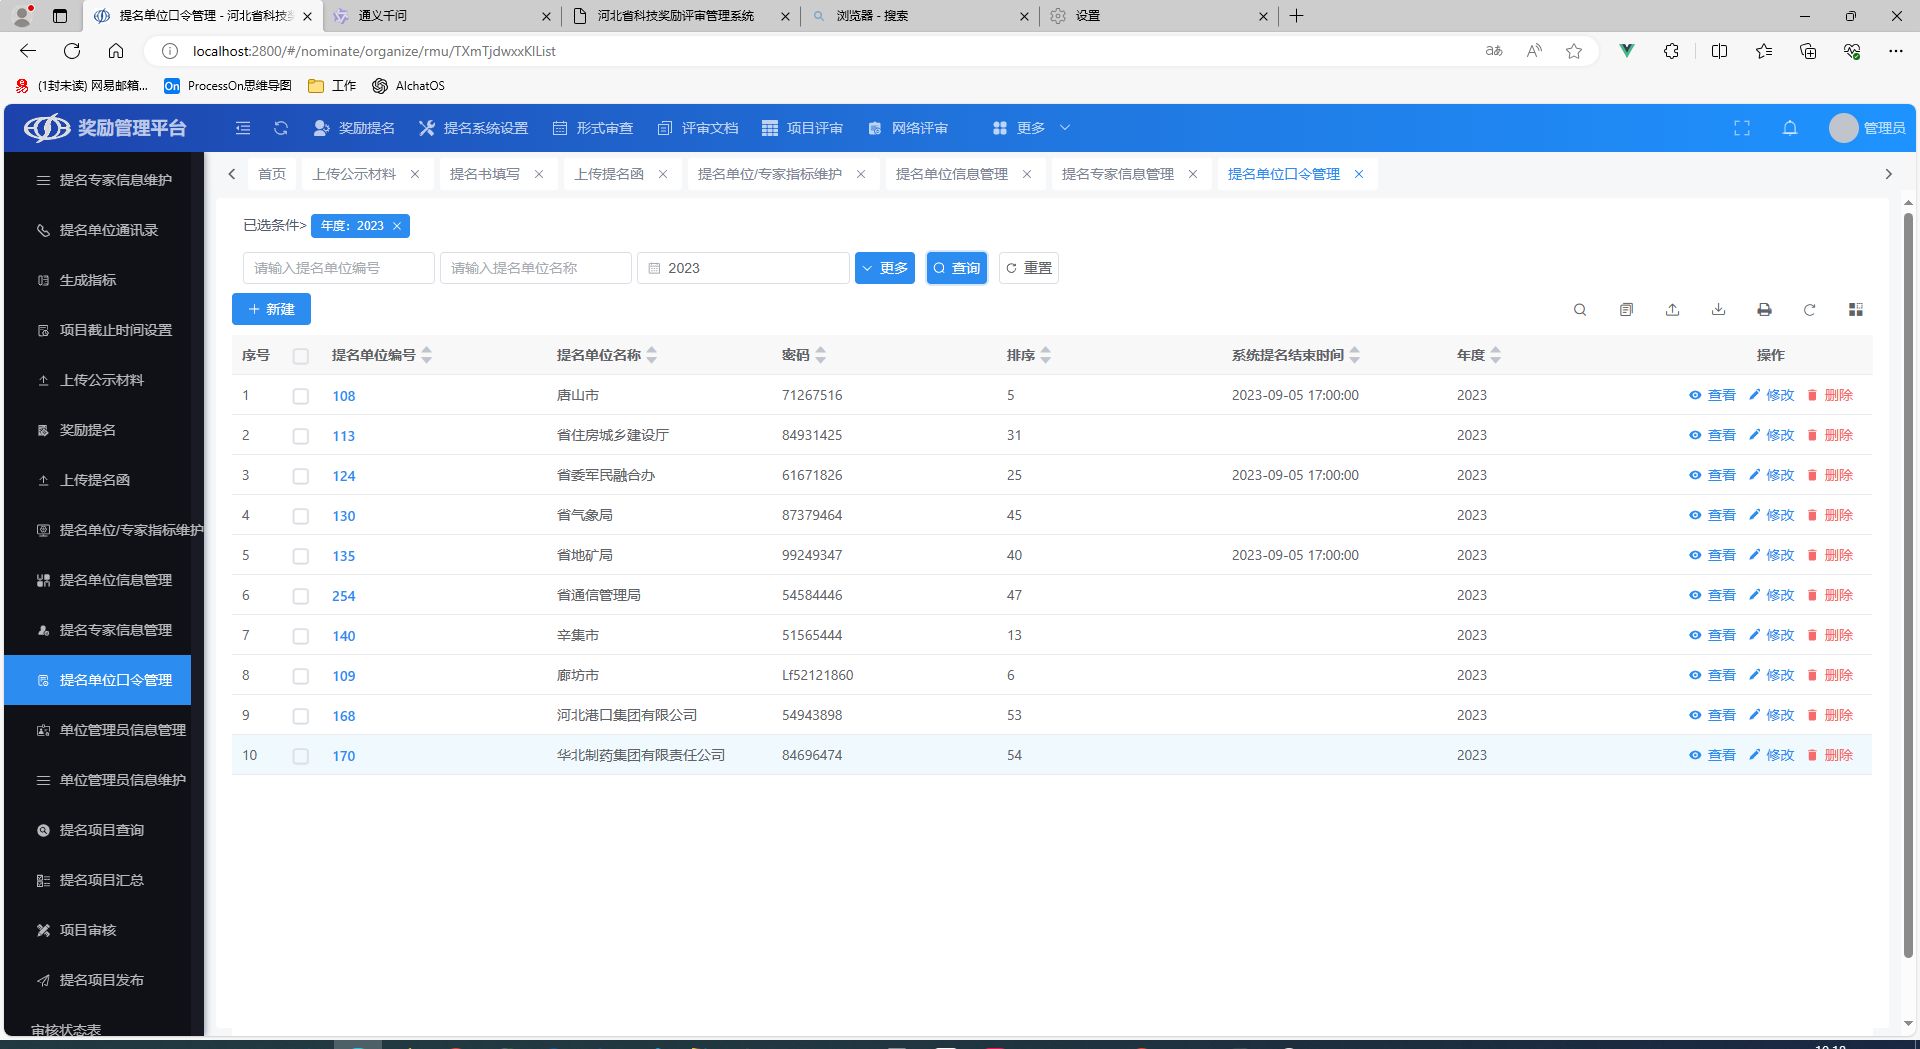 提名单位口令管理 - 河北省科技奖
通义千问
河北省科技奖励评审管理系统
浏览器 - 搜索
设置
localhost:2800/#/nominate/organize/rmu/TXmTjdwxxKlList
(1封未读) 网易邮箱...
On ProcessOn思维导图
工作
AIchatOS
奖励管理平台
奖励提名
提名系统设置
形式审查
评审文档
项目评审
网络评审
更多
管理员
提名专家信息维护
提名单位通讯录
生成指标
项目截止时间设置
上传公示材料
奖励提名
上传提名函
提名单位/专家指标维护
提名单位信息管理
提名专家信息管理
提名单位口令管理
单位管理员信息管理
单位管理员信息维护
提名项目查询
提名项目汇总
项目审核
提名项目发布
审核状态表
首页
上传公示材料
提名书填写
上传提名函
提名单位/专家指标维护
提名单位信息管理
提名专家信息管理
提名单位口令管理
已选条件> 年度：2023
请输入提名单位编号 请输入提名单位名称 2023 更多 查询 重置
新建
序号 提名单位编号 提名单位名称 密码 排序 系统提名结束时间 年度 操作
1 108 唐山市 71267516 5 2023-09-05 17:00:00 2023 查看 修改 删除
2 113 省住房城乡建设厅 84931425 31 2023 查看 修改 删除
3 124 省委军民融合办 61671826 25 2023-09-05 17:00:00 2023 查看 修改 删除
4 130 省气象局 87379464 45 2023 查看 修改 删除
5 135 省地矿局 99249347 40 2023-09-05 17:00:00 2023 查看 修改 删除
6 254 省通信管理局 54584446 47 2023 查看 修改 删除
7 140 辛集市 51565444 13 2023 查看 修改 删除
8 109 廊坊市 Lf52121860 6 2023 查看 修改 删除
9 168 河北港口集团有限公司 54943898 53 2023 查看 修改 删除
10 170 华北制药集团有限责任公司 84696474 54 2023 查看 修改 删除